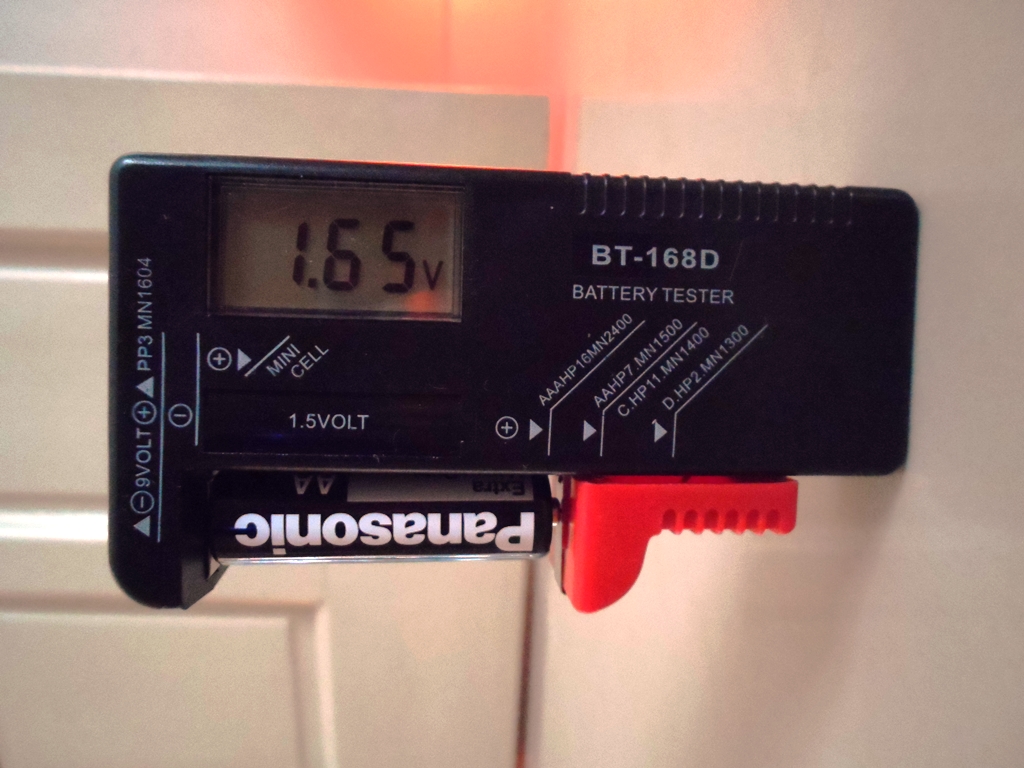 1.65V
BT-168D
BATTERY TESTER
9VOLT PP3 MN1604
MINI
CELL
1.5VOLT
AAAHP16MN2400
AAHP7.MN1500
C.HP11.MN1400
D.HP2.MN1300
Panasonic
AA
Extra